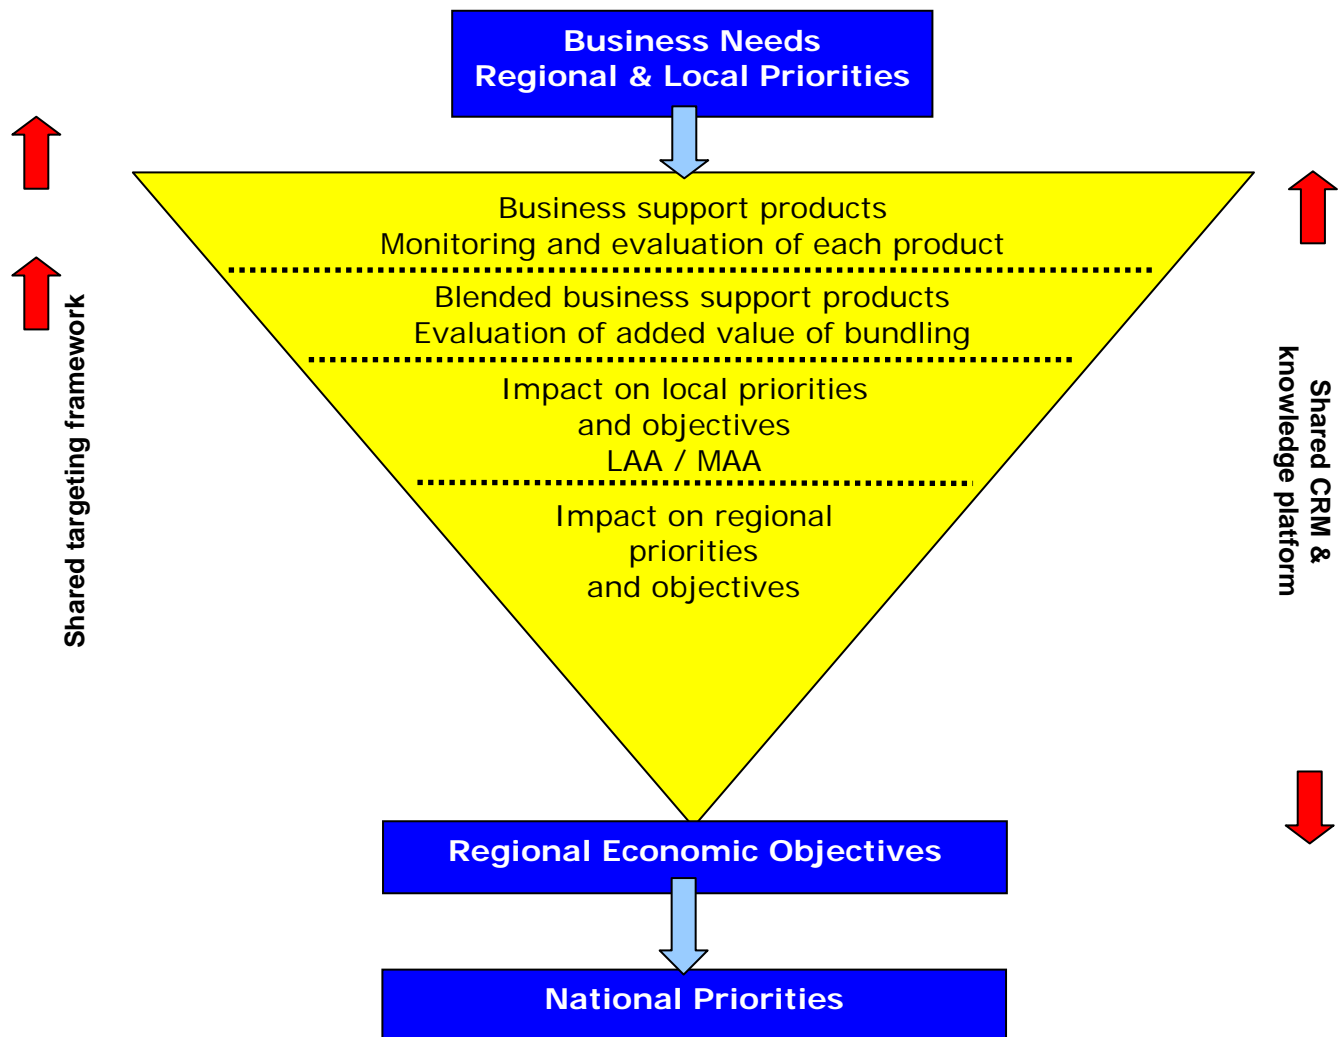 Business Needs
Regional & Local Priorities
Business support products
Monitoring and evaluation of each product
Blended business support products
Evaluation of added value of bundling
Impact on local priorities
and objectives
LAA / MAA
Impact on regional
priorities
and objectives
Shared targeting framework
Shared CRM &
knowledge platform
Regional Economic Objectives
National Priorities